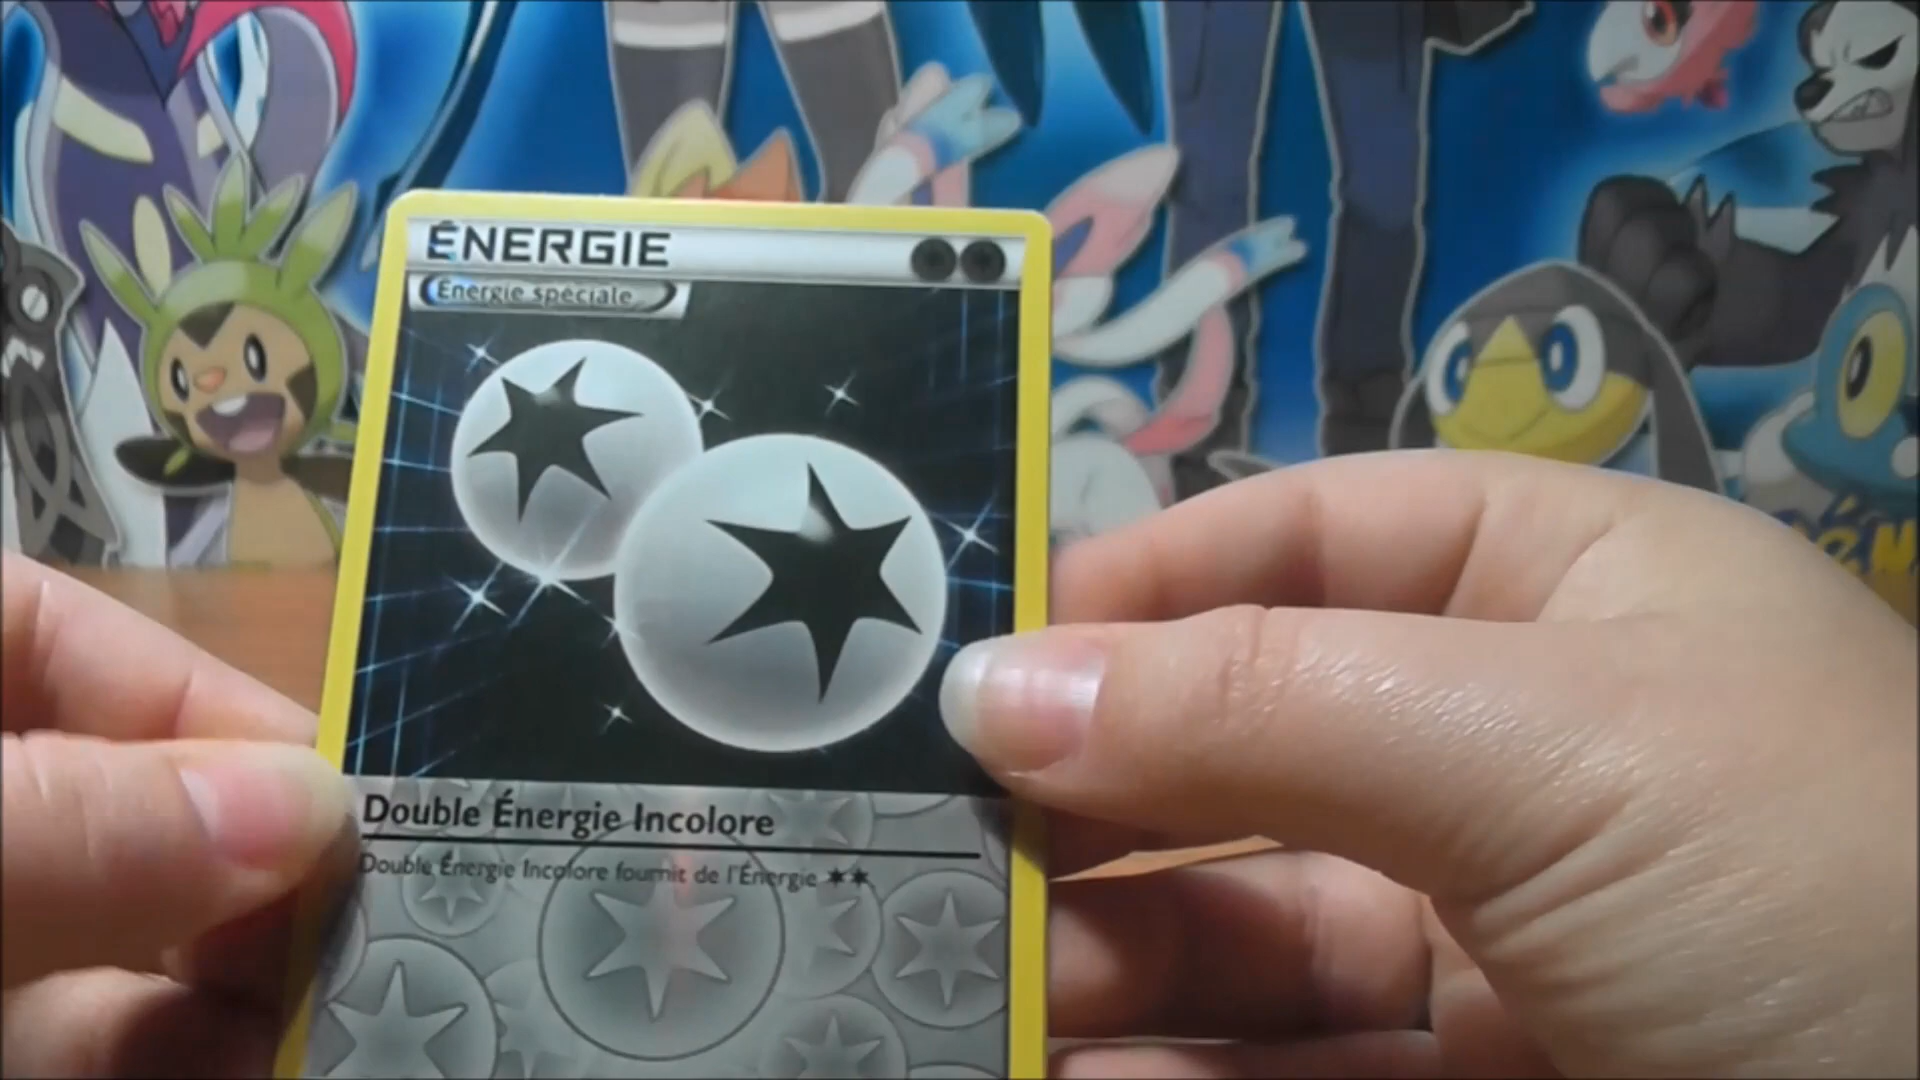 ÉNERGIE
Énergie spéciale
Double Énergie Incolore
Double Énergie Incolore fournit de l'Énergie ✶✶